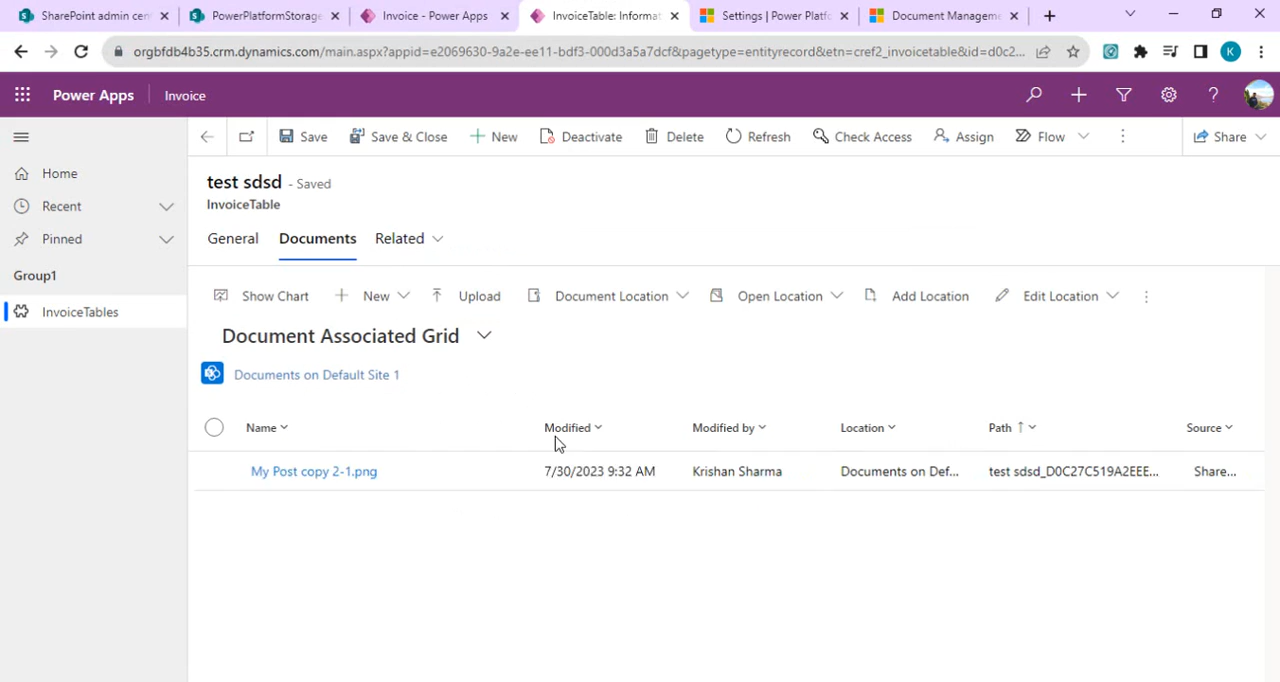 SharePoint admin cen
PowerPlatformStorage
Invoice - Power Apps
InvoiceTable: Informat
Settings | Power Platfo
Document Manageme
orgbfdb4b35.crm.dynamics.com/main.aspx?appid=e2069630-9a2e-ee11-bdf3-000d3a5a7dcf&pagetype=entityrecord&etn=cref2_invoicetable&id=d0c2...
K
Power Apps
Invoice
Save
Save & Close
New
Deactivate
Delete
Refresh
Check Access
Assign
Flow
Share
Home
Recent
Pinned
Group1
InvoiceTables
test sdsd - Saved
InvoiceTable
General
Documents
Related
Show Chart
New
Upload
Document Location
Open Location
Add Location
Edit Location
Document Associated Grid
Documents on Default Site 1
Name
Modified
Modified by
Location
Path
Source
My Post copy 2-1.png
7/30/2023 9:32 AM
Krishan Sharma
Documents on Def...
test sdsd_D0C27C519A2EEE...
Share...